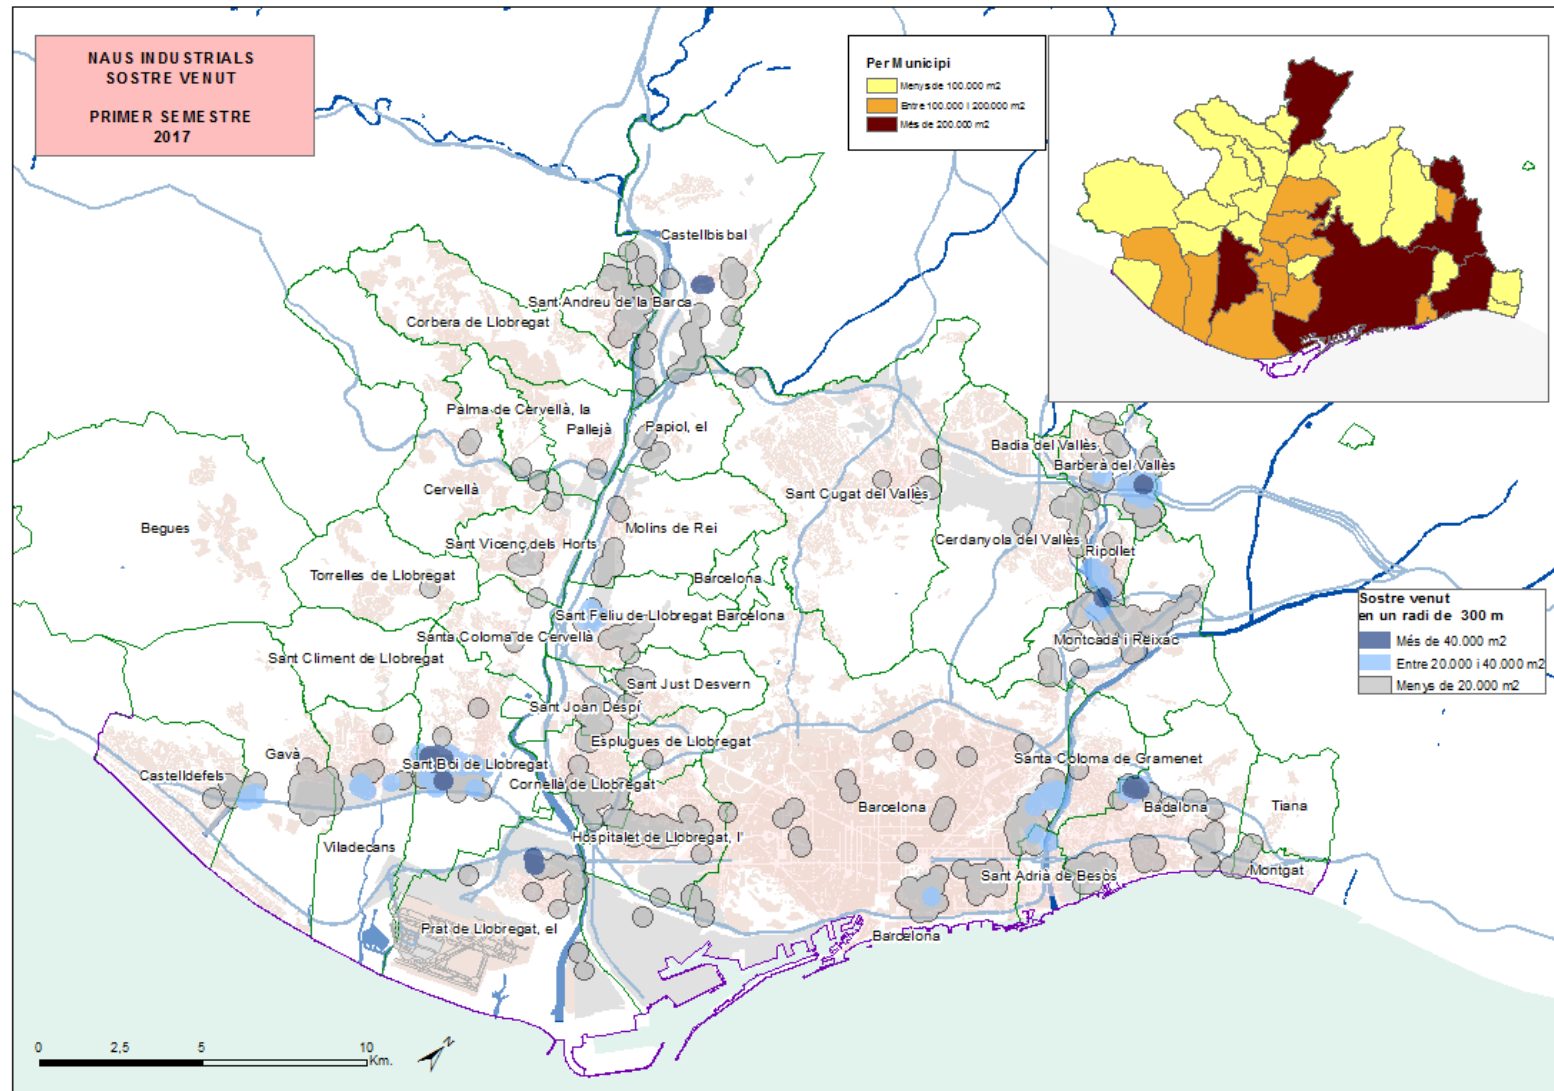 NAUS INDUSTRIALS
SOSTRE VENUT
PRIMER SEMESTRE
2017
Per Municipi
Menys de 100.000 m2
Entre 100.000 i 200.000 m2
Més de 200.000 m2
Castellbisbal
Sant Andreu de la Barca
Corbera de Llobregat
Palma de Cervellà, la
Pallejà
Papiol, el
Badia del Vallès
Barberà del Vallès
Cervellà
Sant Cugat del Vallès
Begues
Molins de Rei
Sant Vicenç dels Horts
Cerdanyola del Vallès
Ripollet
Torrelles de Llobregat
Barcelona
Sostre venut
en un radi de 300 m
Més de 40.000 m2
Entre 20.000 i 40.000 m2
Menys de 20.000 m2
Sant Feliu de Llobregat
Barcelona
Santa Coloma de Cervellà
Montcada i Reixac
Sant Climent de Llobregat
Sant Just Desvern
Sant Joan Despí
Esplugues de Llobregat
Gavà
Sant Boi de Llobregat
Santa Coloma de Gramenet
Castelldefels
Cornellà de Llobregat
Barcelona
Badalona
Tiana
Hospitalet de Llobregat, l'
Viladecans
Sant Adrià de Besòs
Montgat
Prat de Llobregat, el
Barcelona
N
0
2,5
5
10
Km.